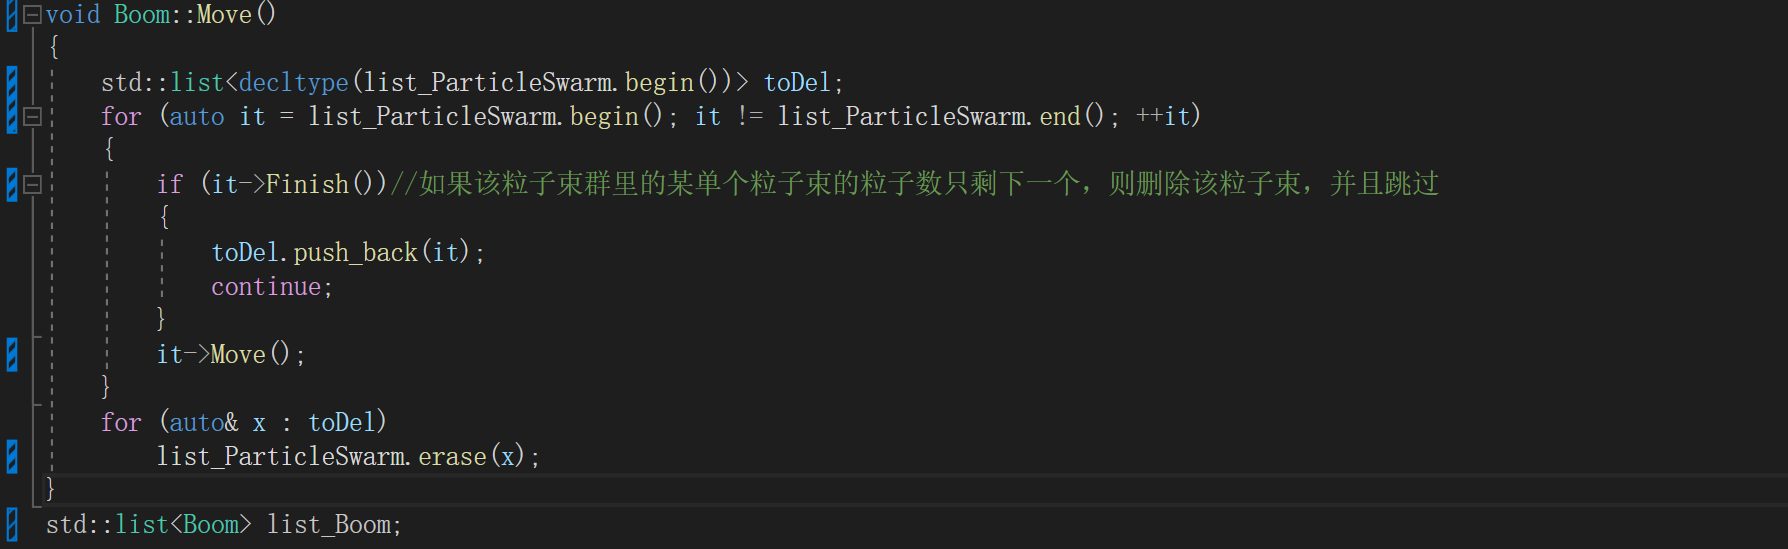 void Boom::Move()
{
    std::list<decltype(list_ParticleSwarm.begin())> toDel;
    for (auto it = list_ParticleSwarm.begin(); it != list_ParticleSwarm.end(); ++it)
    {
        if (it->Finish())//如果该粒子束群里的某单个粒子束的粒子数只剩下一个，则删除该粒子束，并且跳过
        {
            toDel.push_back(it);
            continue;
        }
        it->Move();
    }
    for (auto& x : toDel)
        list_ParticleSwarm.erase(x);
}
std::list<Boom> list_Boom;